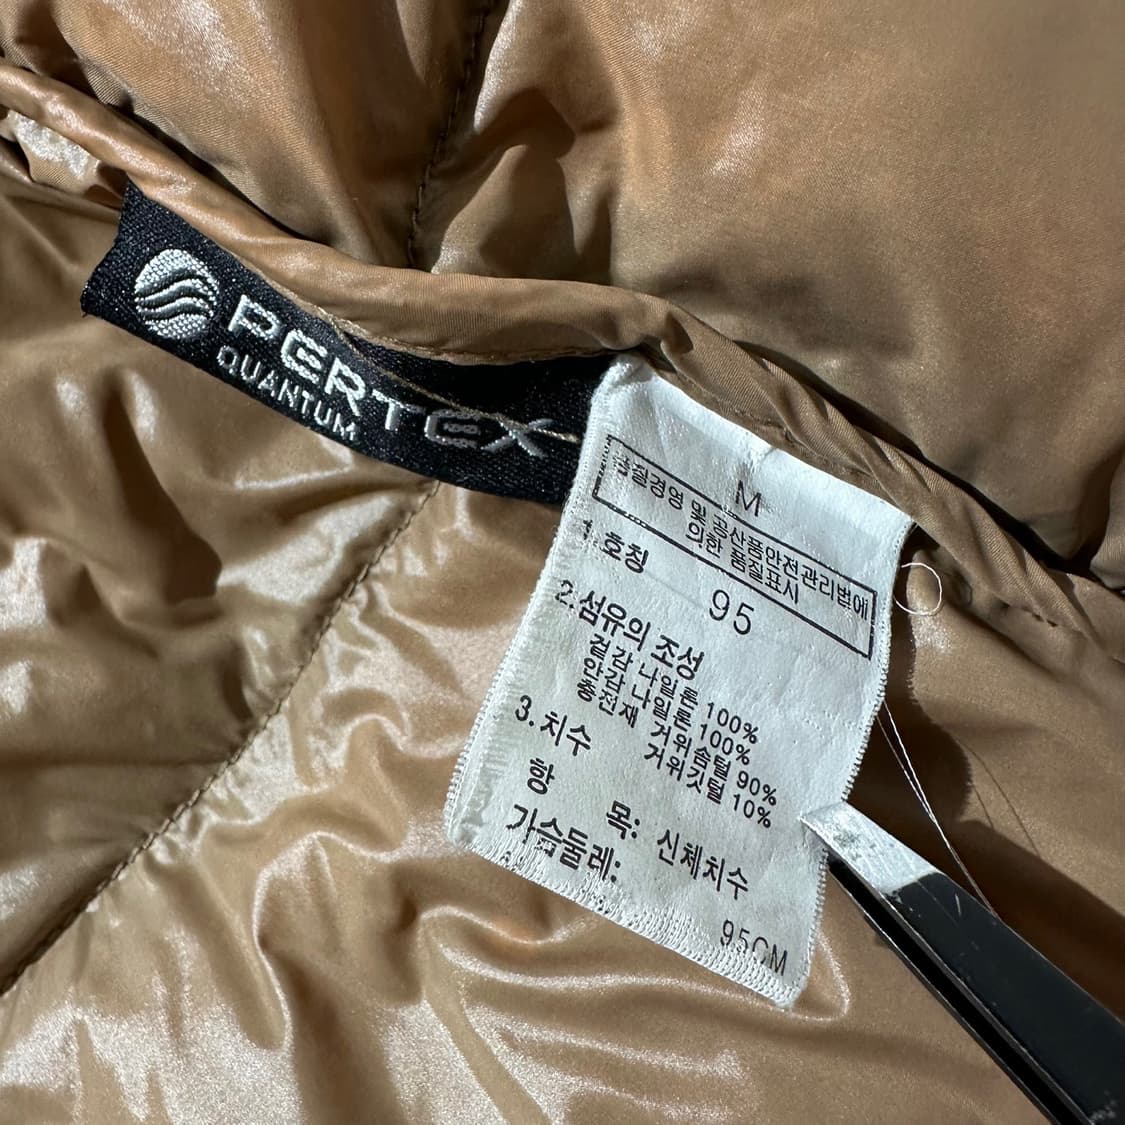 PERTEX
QUANTUM
M
품질경영 및 공산품안전관리법에
의한 품질표시
1. 호칭
95
2. 섬유의 조성
겉감 나일론 100%
안감 나일론 100%
충전재 거위솜털 90%
거위깃털 10%
3. 치수
항 목: 신체치수
가슴둘레:
95CM